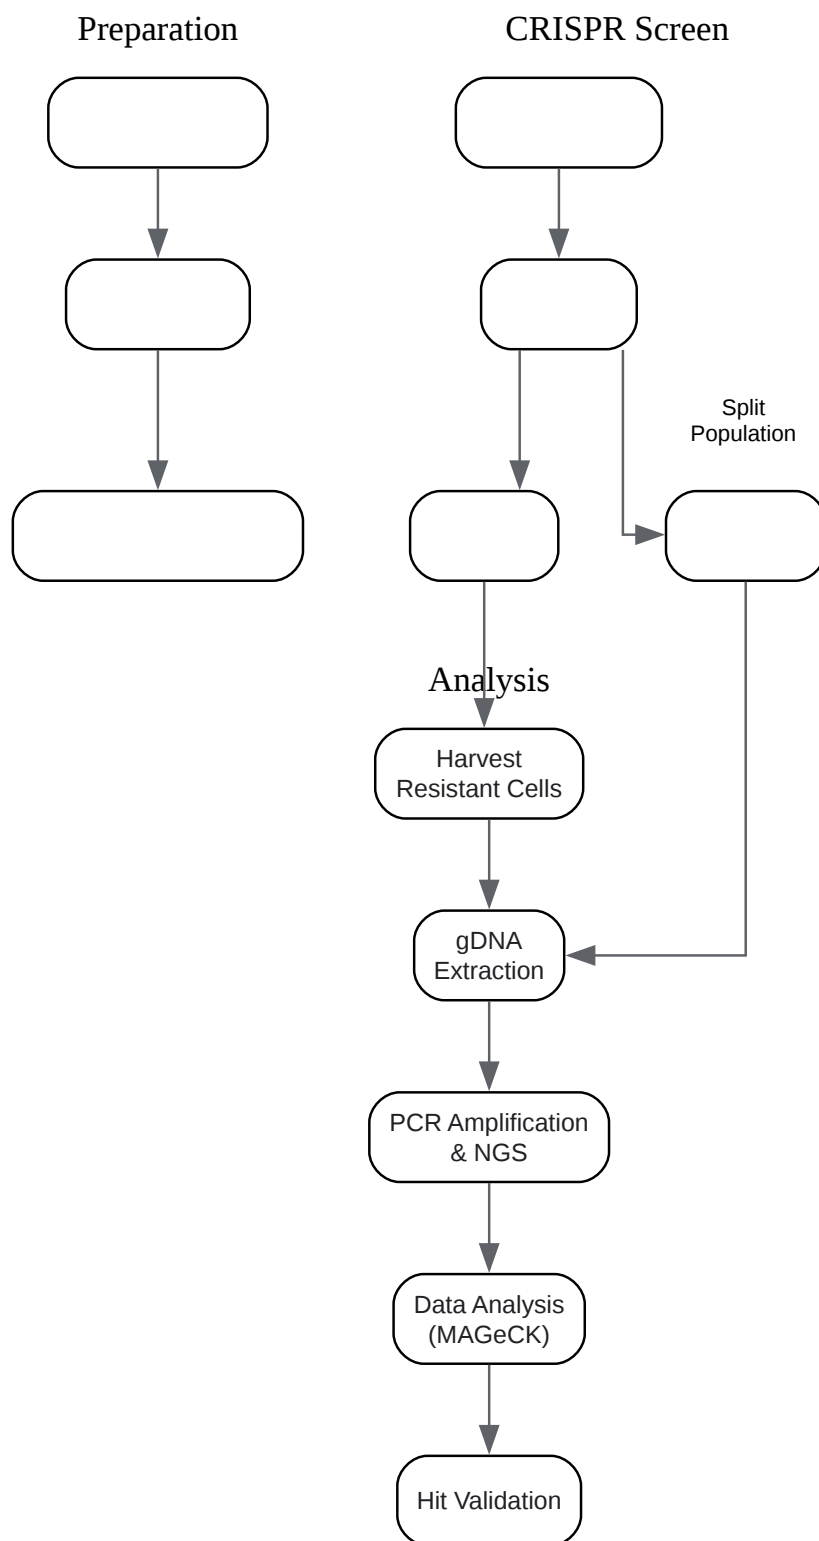 Preparation
CRISPR Screen
Split
Population
Analysis
Harvest
Resistant Cells
gDNA
Extraction
PCR Amplification
& NGS
Data Analysis
(MAGeCK)
Hit Validation